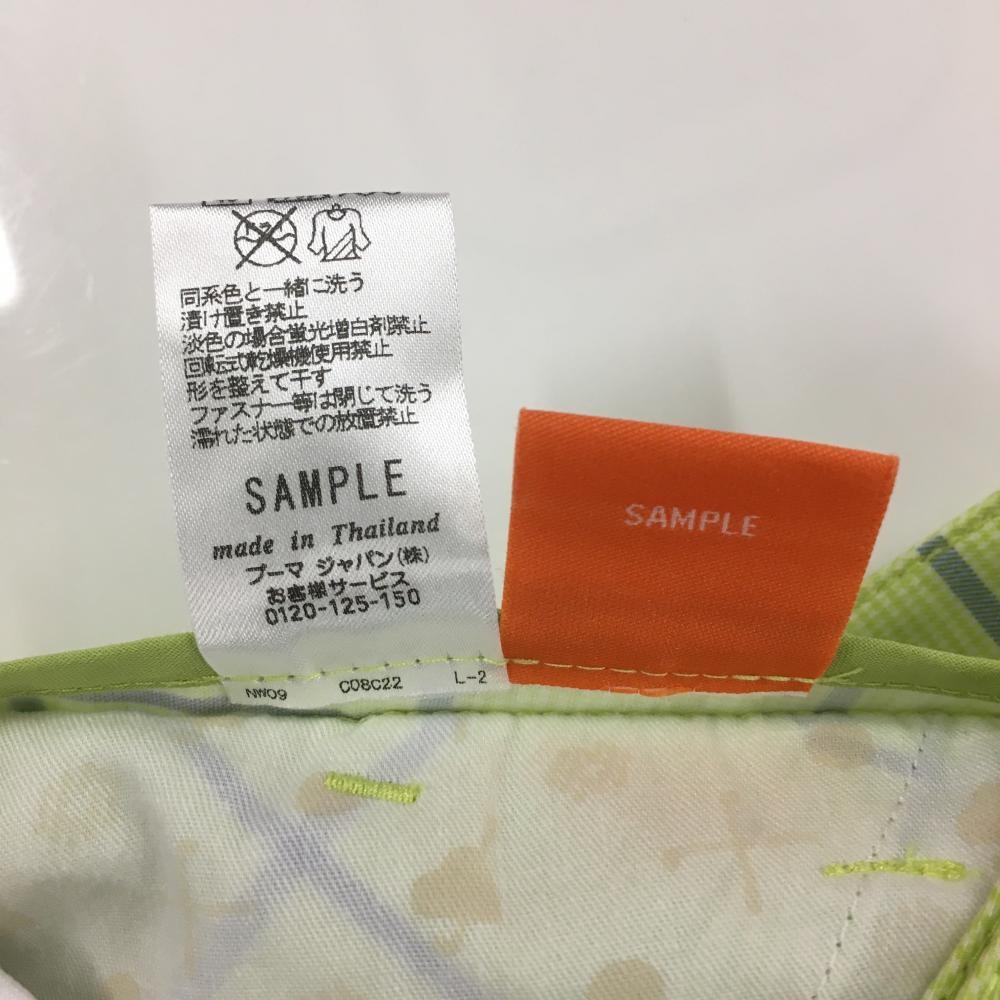 同系色と一緒に洗う
漬け置き禁止
淡色の場合蛍光増白剤禁止
回転式乾燥機使用禁止
形を整えて干す
ファスナー等は閉じて洗う
濡れた状態での放置禁止
SAMPLE
made in Thailand
プーマ ジャパン(株)
お客様サービス
0120-125-150
NW09 C08C22 L-2
SAMPLE